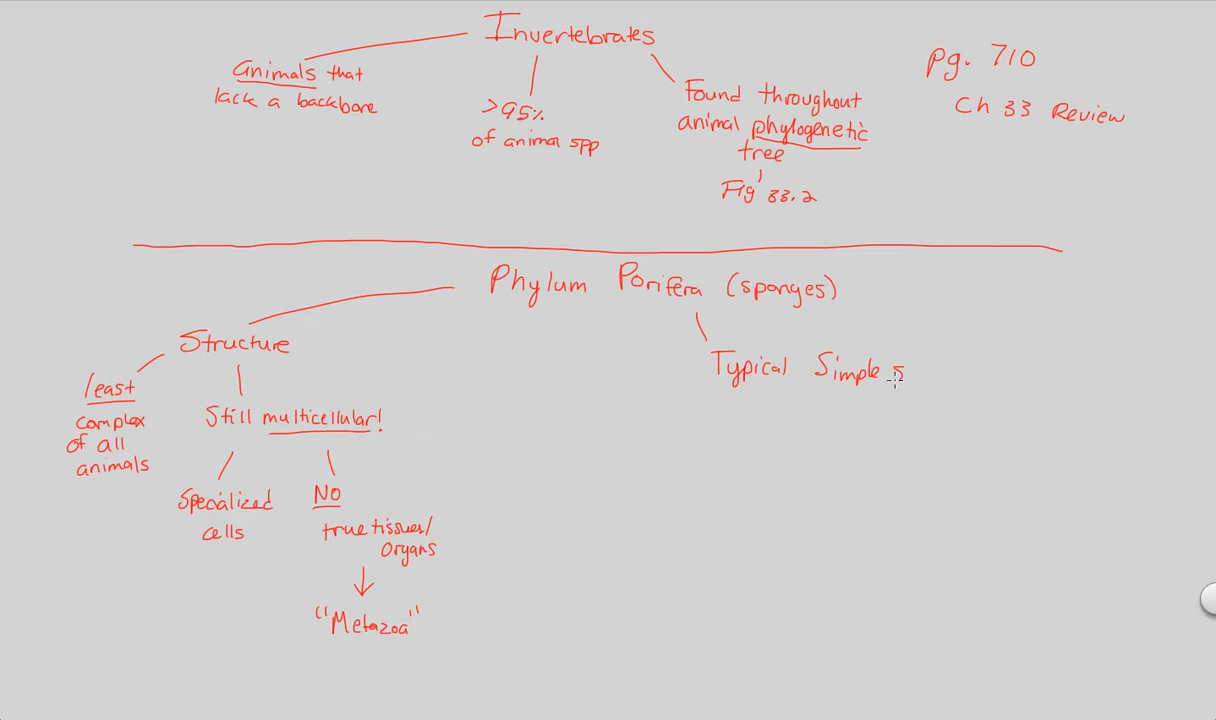 Invertebrates
animals that
lack a backbone
>95%
of animal spp
Found throughout
animal phylogenetic
tree
Fig 33.2
pg. 710
Ch 33 Review
Phylum Porifera (sponges)
Structure
least
complex
of all
animals
Still multicellular!
Specialized
cells
NO
true tissues/
organs
"Metazoa"
Typical Simple s